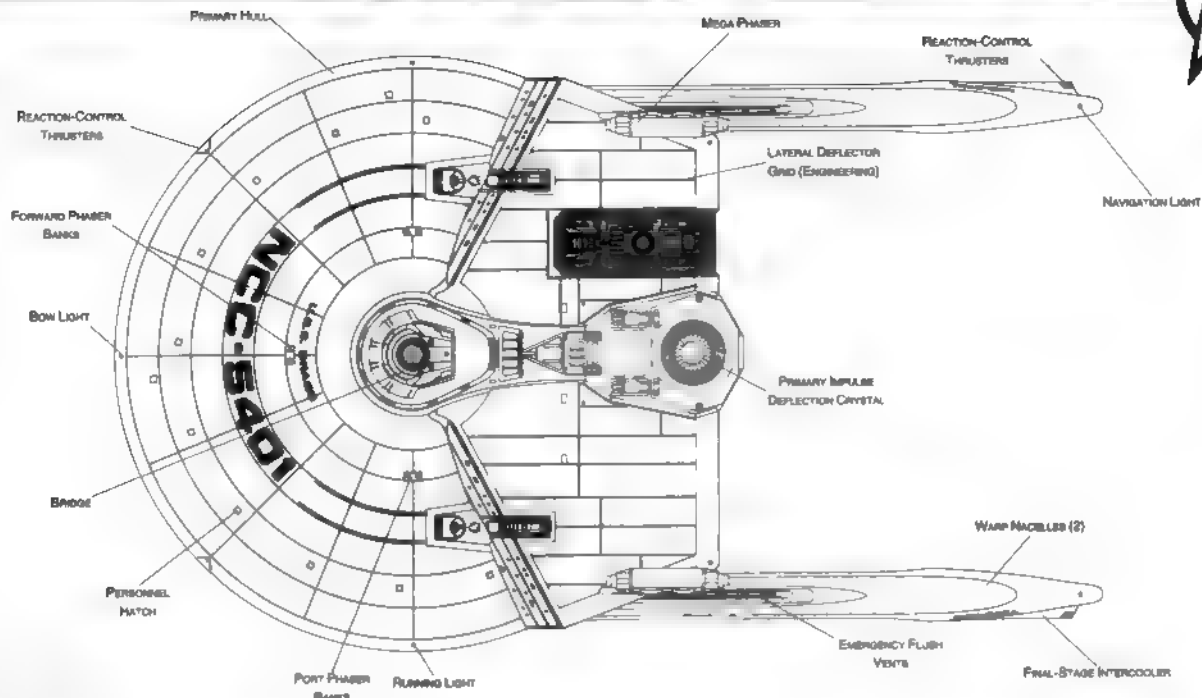 PRIMARY HULL
MEGA PHASER
REACTION-CONTROL
THRUSTERS
REACTION-CONTROL
THRUSTERS
LATERAL DEFLECTOR
GRID (ENGINEERING)
NAVIGATION LIGHT
FORWARD PHASER
BANKS
NCC-5401
U.S.S.
BOW LIGHT
PRIMARY IMPULSE
DEFLECTION CRYSTAL
BRIDGE
WARP NACELLES (2)
PERSONNEL
HATCH
EMERGENCY FLUSH
VENTS
FINAL-STAGE INTERCOOLER
PORT PHASER
BANKS
RUNNING LIGHT